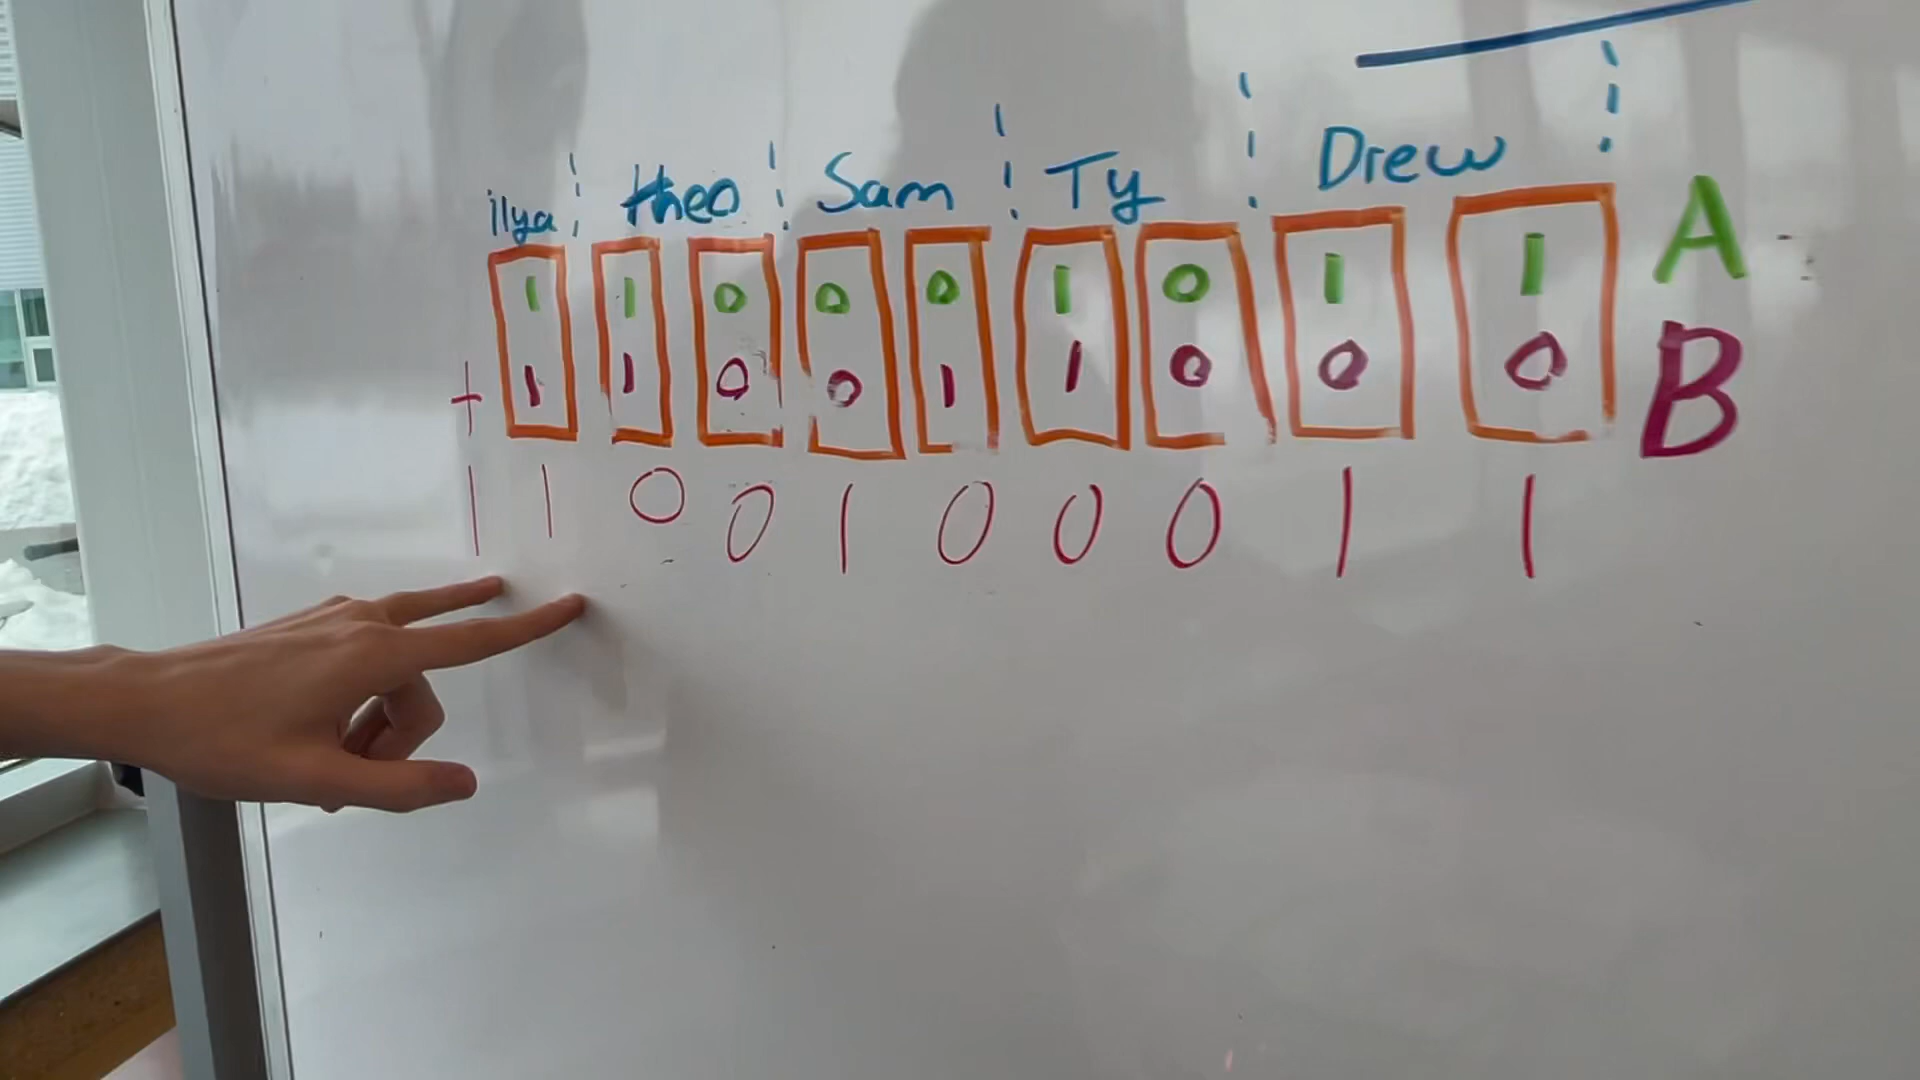 ilya theo Sam Ty Drew
1 1 0 0 0 1 0 1 1 A
+ 1 1 0 0 1 1 0 0 0 B
1 1 0 0 1 0 0 0 1 1